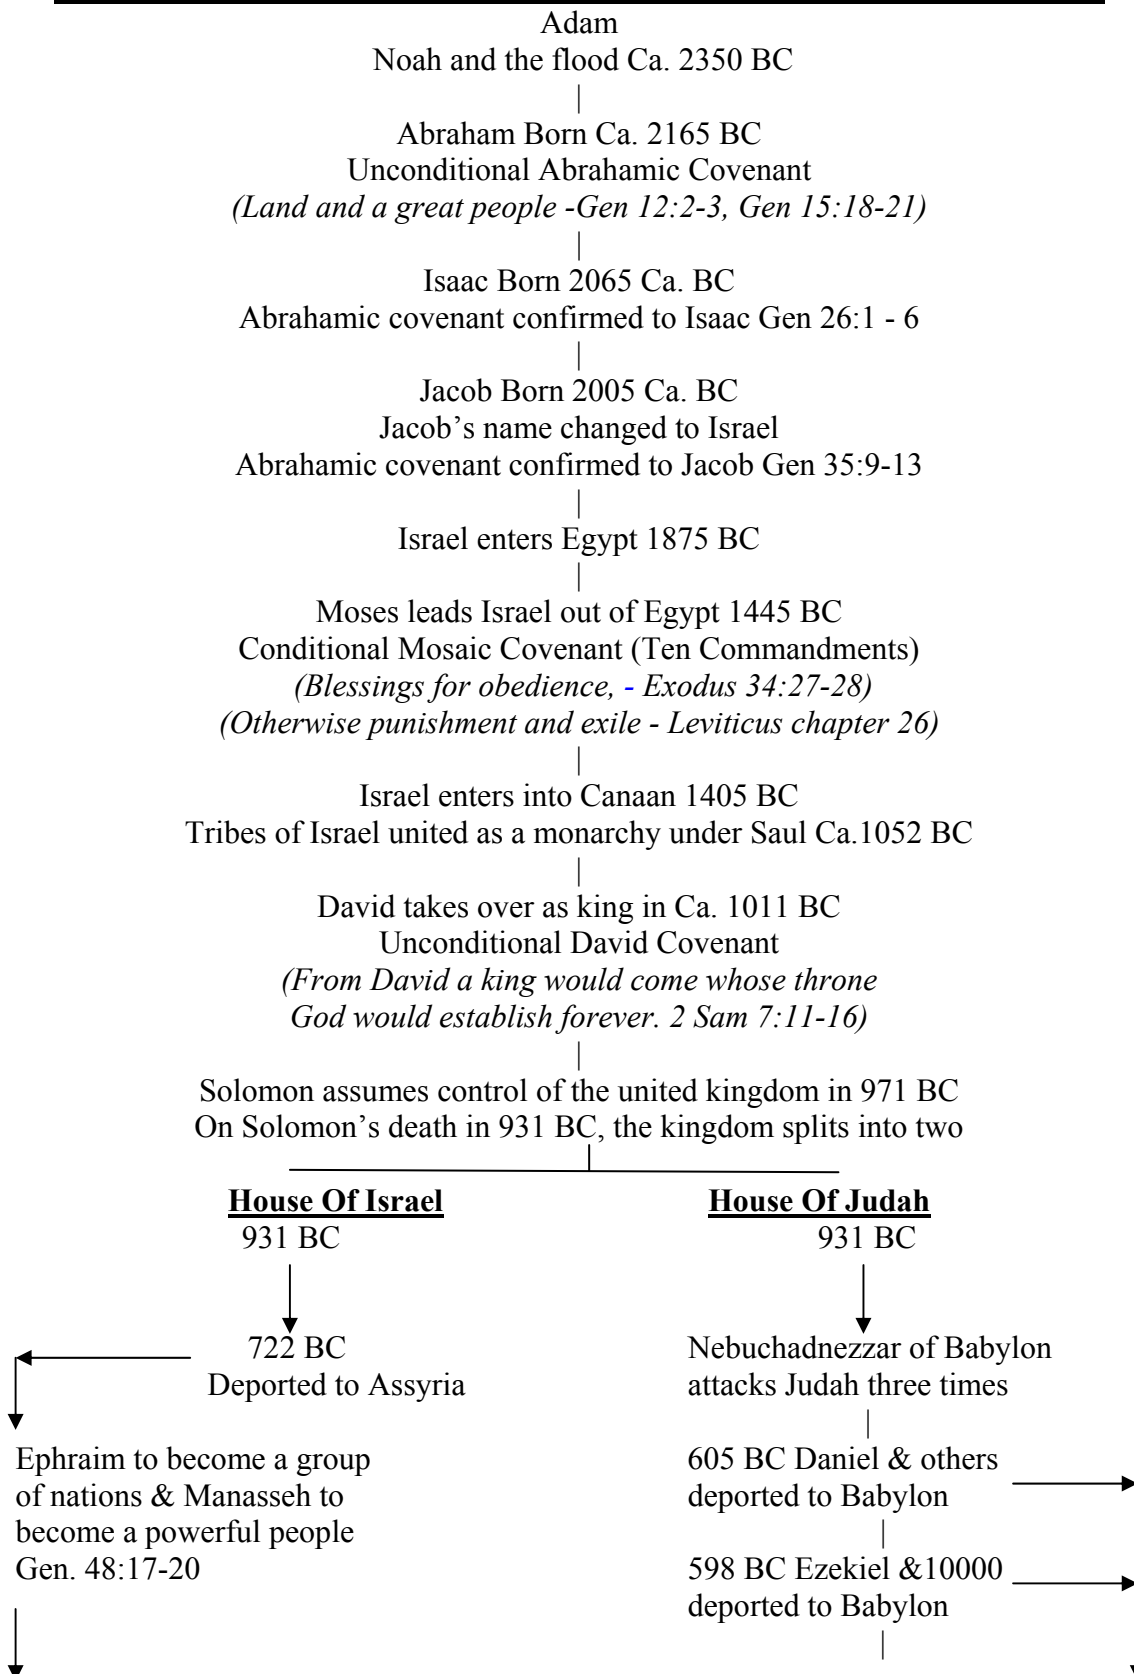 Adam
Noah and the flood Ca. 2350 BC
Abraham Born Ca. 2165 BC
Unconditional Abrahamic Covenant
(Land and a great people -Gen 12:2-3, Gen 15:18-21)
Isaac Born 2065 Ca. BC
Abrahamic covenant confirmed to Isaac Gen 26:1 - 6
Jacob Born 2005 Ca. BC
Jacob’s name changed to Israel
Abrahamic covenant confirmed to Jacob Gen 35:9-13
Israel enters Egypt 1875 BC
Moses leads Israel out of Egypt 1445 BC
Conditional Mosaic Covenant (Ten Commandments)
(Blessings for obedience, - Exodus 34:27-28)
(Otherwise punishment and exile - Leviticus chapter 26)
Israel enters into Canaan 1405 BC
Tribes of Israel united as a monarchy under Saul Ca.1052 BC
David takes over as king in Ca. 1011 BC
Unconditional David Covenant
(From David a king would come whose throne
God would establish forever. 2 Sam 7:11-16)
Solomon assumes control of the united kingdom in 971 BC
On Solomon’s death in 931 BC, the kingdom splits into two
House Of Israel
931 BC
722 BC
Deported to Assyria
Ephraim to become a group
of nations & Manasseh to
become a powerful people
Gen. 48:17-20
House Of Judah
931 BC
Nebuchadnezzar of Babylon
attacks Judah three times
605 BC Daniel & others
deported to Babylon
598 BC Ezekiel &10000
deported to Babylon